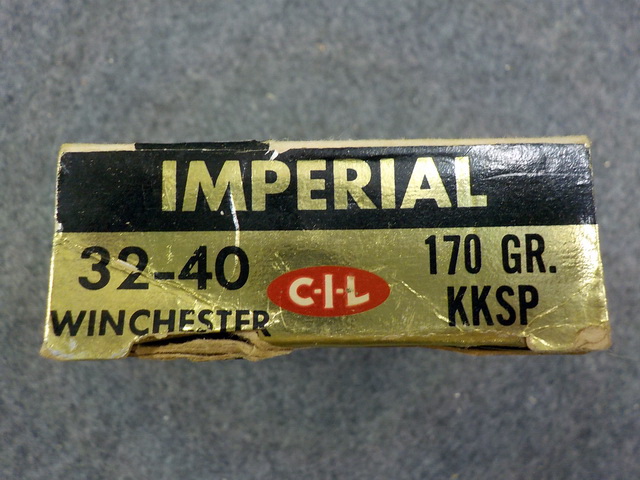 IMPERIAL
32-40
WINCHESTER
C-I-L
170 GR.
KKSP